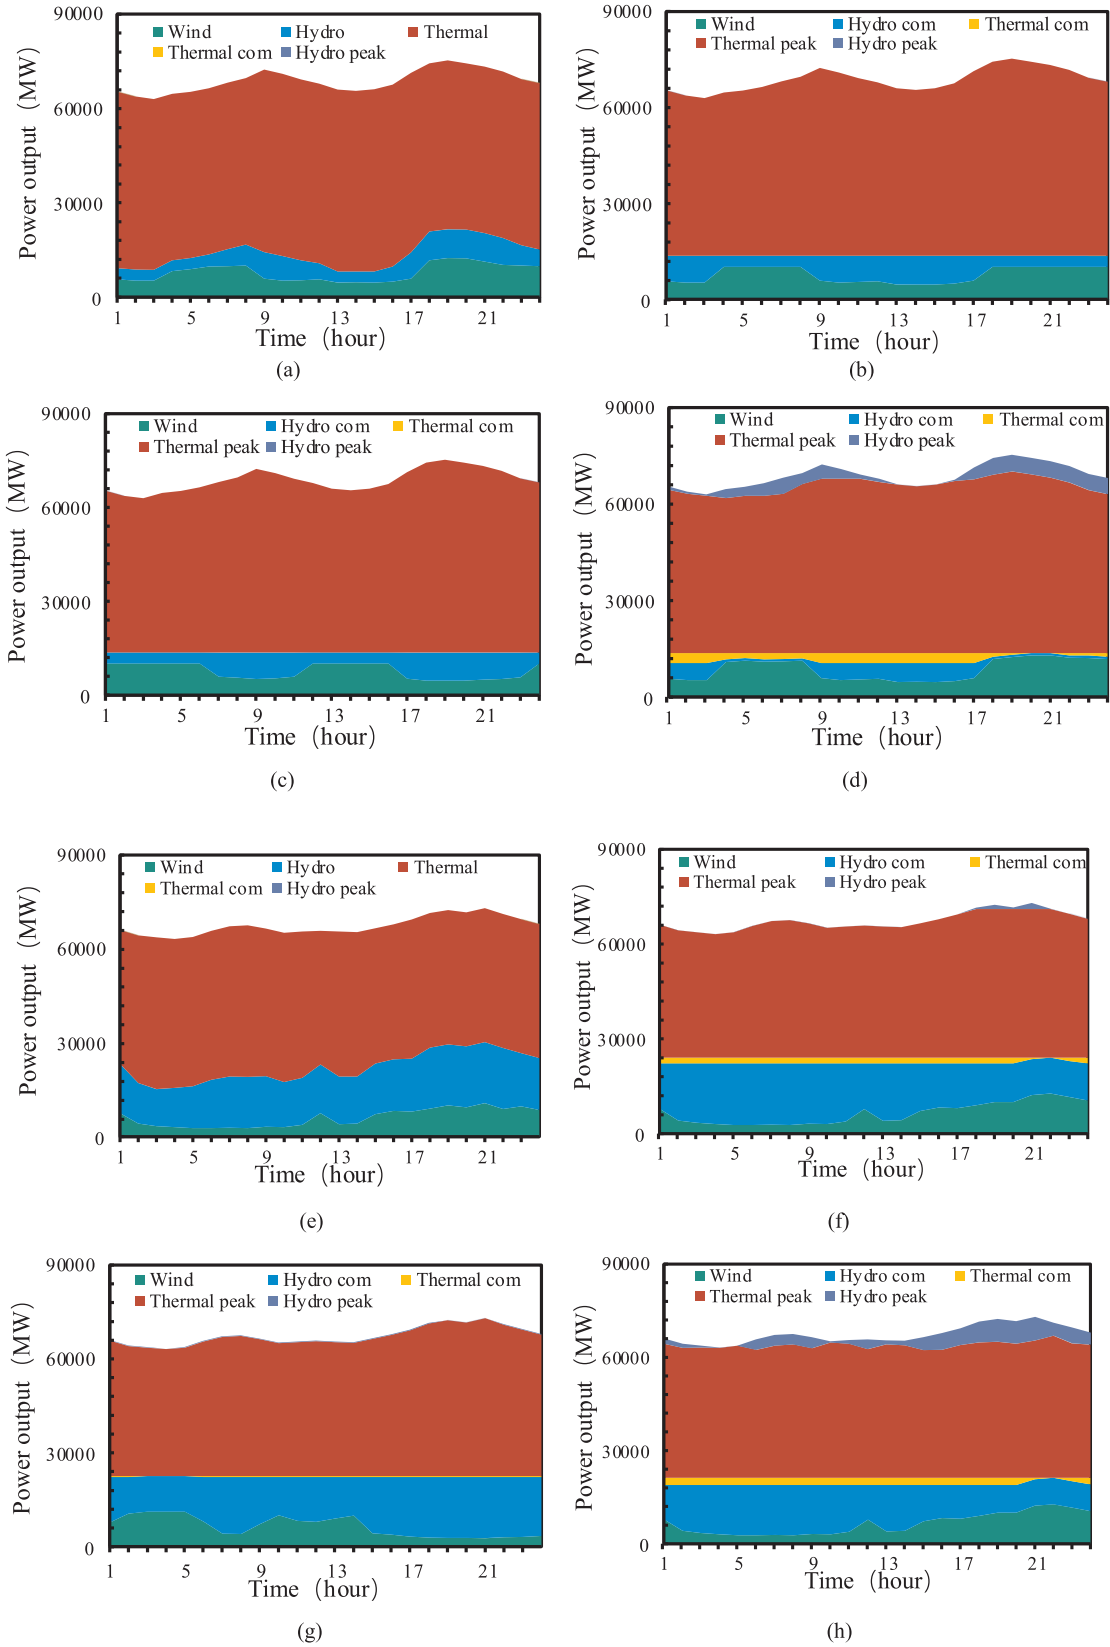 90000
Wind Hydro Thermal
Thermal com Hydro peak
60000
30000
0
Power output (MW)
1 5 9 13 17 21
Time (hour)
(a)
90000
Wind Hydro com Thermal com
Thermal peak Hydro peak
60000
30000
0
Power output (MW)
1 5 9 13 17 21
Time (hour)
(b)
90000
Wind Hydro com Thermal com
Thermal peak Hydro peak
60000
30000
0
Power output (MW)
1 5 9 13 17 21
Time (hour)
(c)
90000
Wind Hydro com Thermal com
Thermal peak Hydro peak
60000
30000
0
Power output (MW)
1 5 9 13 17 21
Time (hour)
(d)
90000
Wind Hydro Thermal
Thermal com Hydro peak
60000
30000
0
Power output (MW)
1 5 9 13 17 21
Time (hour)
(e)
90000
Wind Hydro com Thermal com
Thermal peak Hydro peak
60000
30000
0
Power output (MW)
1 5 9 13 17 21
Time (hour)
(f)
90000
Wind Hydro com Thermal com
Thermal peak Hydro peak
60000
30000
0
Power output (MW)
1 5 9 13 17 21
Time (hour)
(g)
90000
Wind Hydro com Thermal com
Thermal peak Hydro peak
60000
30000
0
Power output (MW)
1 5 9 13 17 21
Time (hour)
(h)